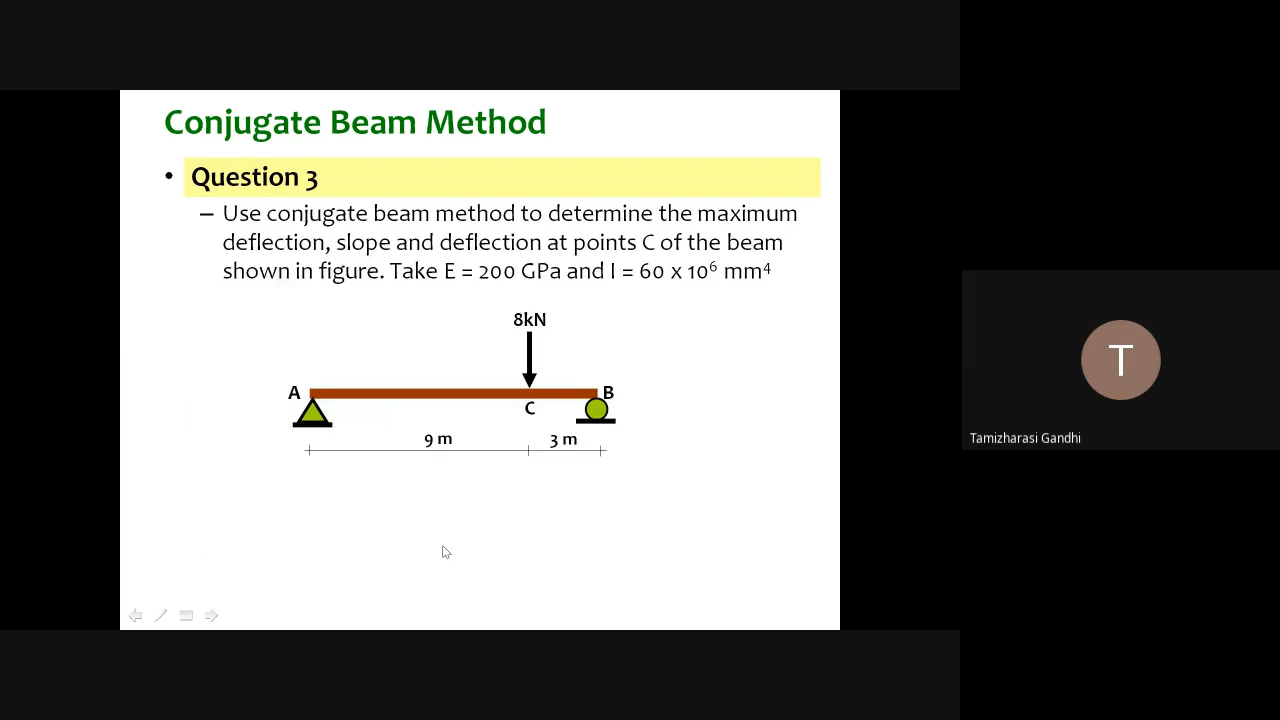 Conjugate Beam Method
• Question 3
– Use conjugate beam method to determine the maximum
deflection, slope and deflection at points C of the beam
shown in figure. Take E = 200 GPa and I = 60 x 10⁶ mm⁴
8kN
A
B
C
9 m
3 m
T
Tamizharasi Gandhi